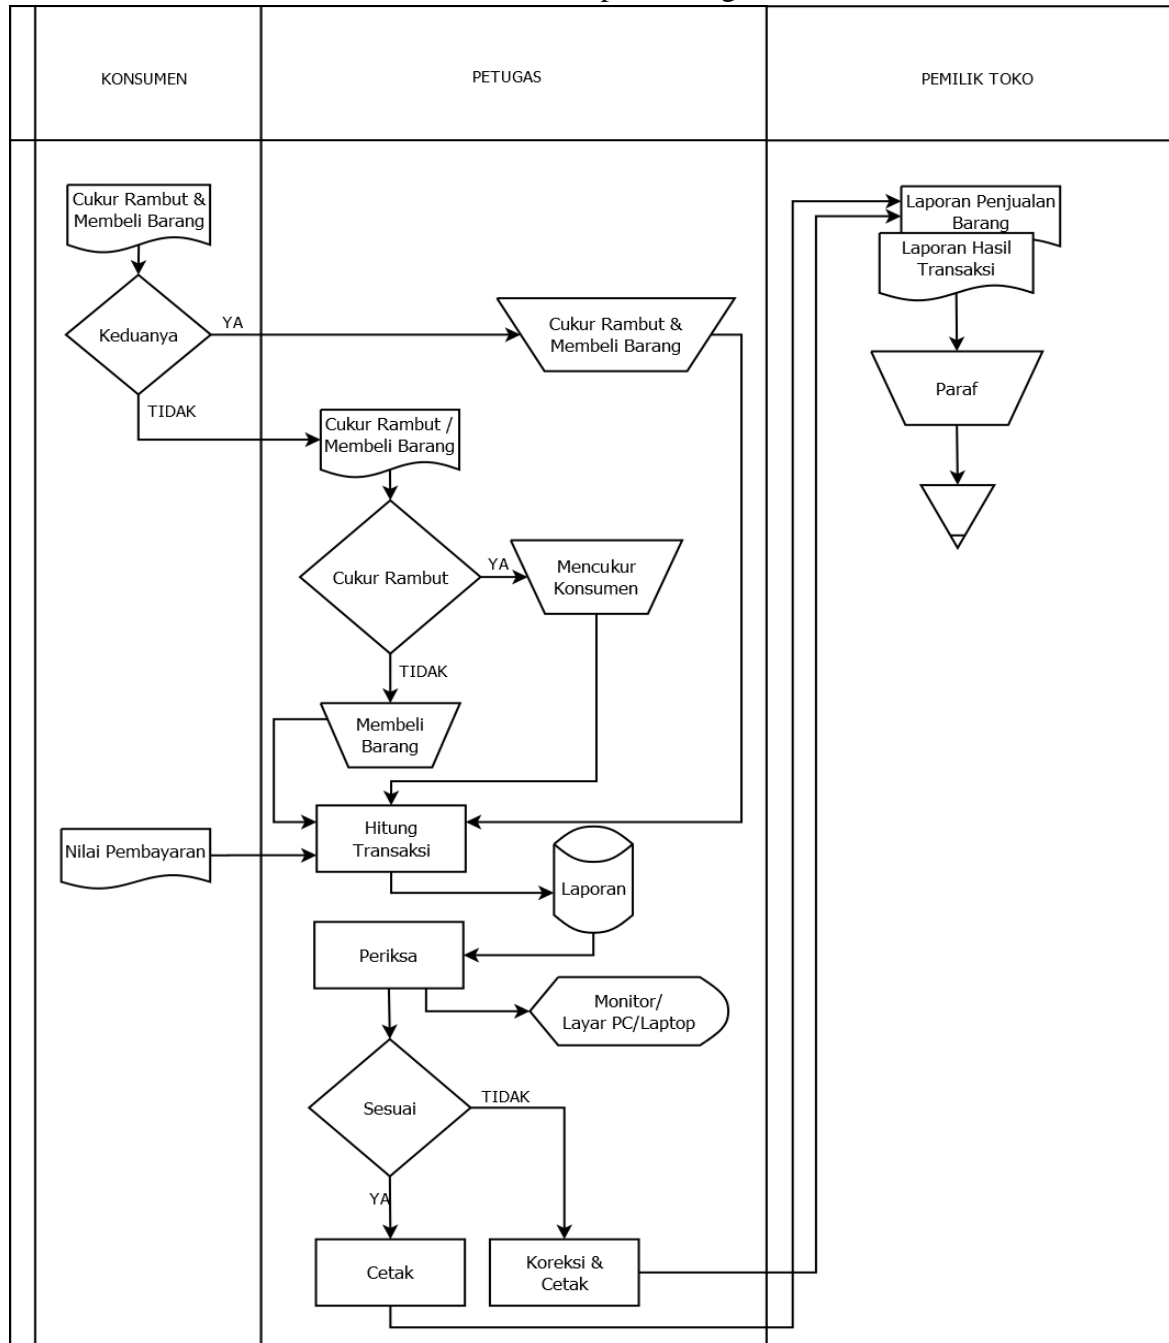 KONSUMEN
PETUGAS
PEMILIK TOKO
Cukur Rambut &
Membeli Barang
Laporan Penjualan
Barang
Laporan Hasil
Transaksi
Keduanya
YA
Cukur Rambut &
Membeli Barang
TIDAK
Paraf
Cukur Rambut /
Membeli Barang
Cukur Rambut
YA
Mencukur
Konsumen
TIDAK
Membeli
Barang
Nilai Pembayaran
Hitung
Transaksi
Laporan
Periksa
Monitor/
Layar PC/Laptop
Sesuai
TIDAK
YA
Cetak
Koreksi &
Cetak